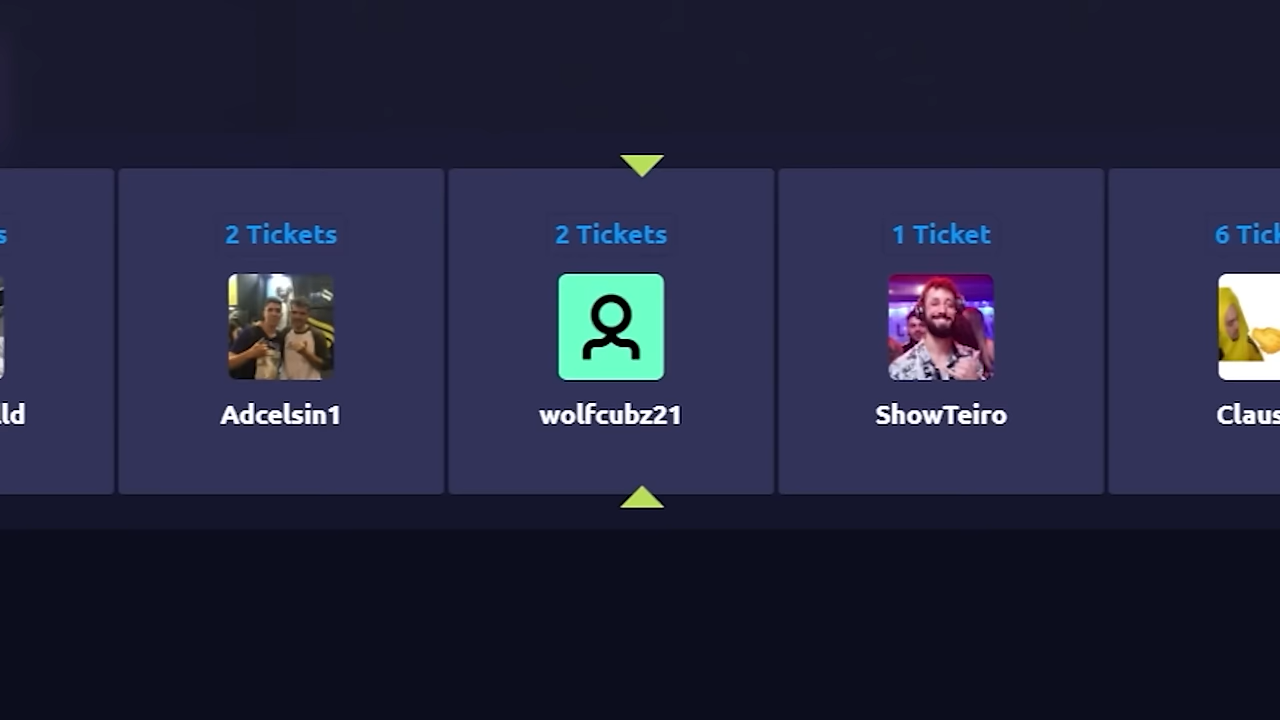 2 Tickets
2 Tickets
1 Ticket
Adcelsin1
wolfcubz21
ShowTeiro